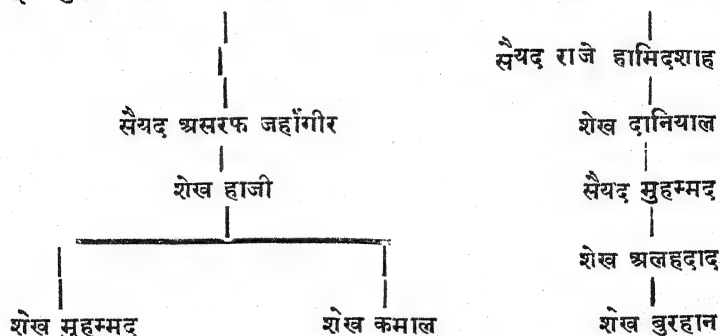 सैयद असरफ जहाँगीर
शेख हाजी
शेख मुहम्मद
शेख कमाल
सैयद राजे हामिदशाह
शेख दानियाल
सैयद मुहम्मद
शेख अलहदाद
शेख बुरहान